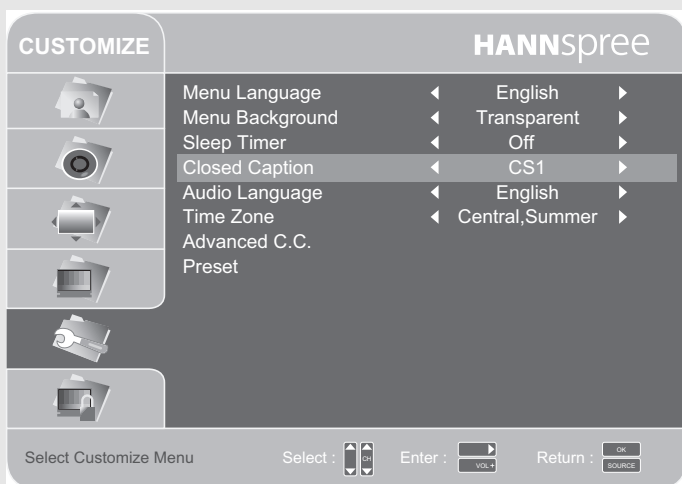 CUSTOMIZE
HANNspree
Menu Language English
Menu Background Transparent
Sleep Timer Off
Closed Caption CS1
Audio Language English
Time Zone Central,Summer
Advanced C.C.
Preset
Select Customize Menu Select : CH Enter : VOL+ Return : OK SOURCE